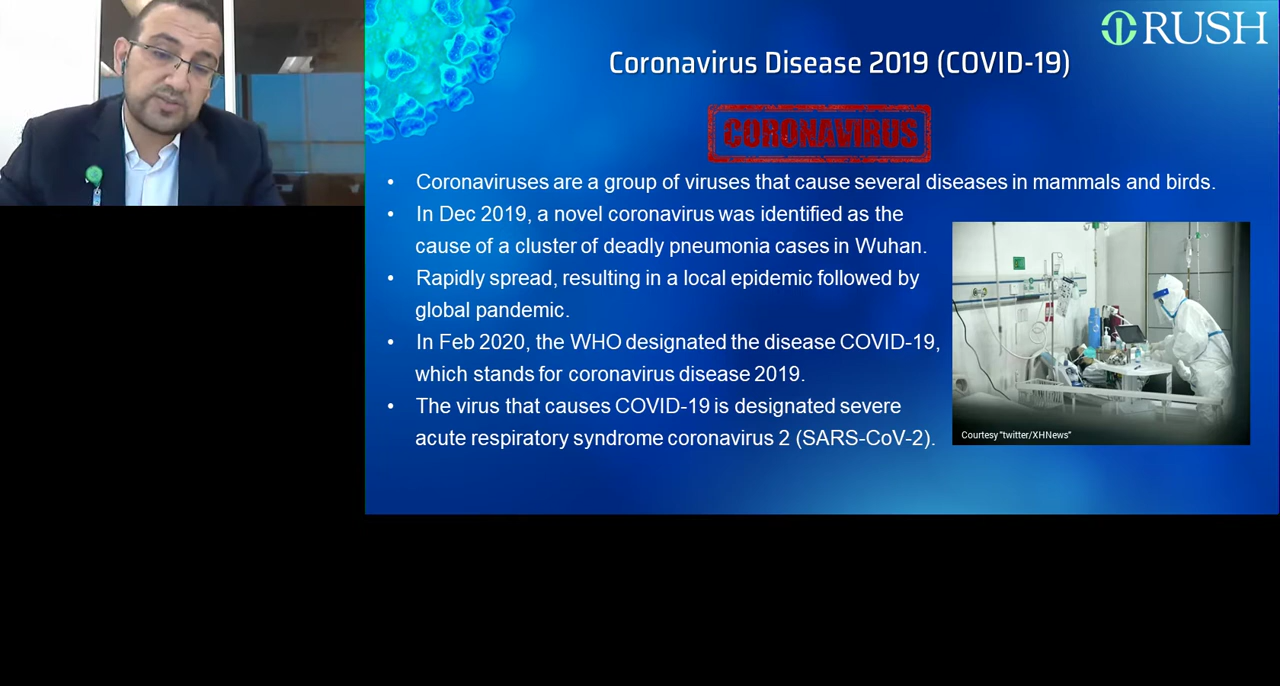 RUSH
Coronavirus Disease 2019 (COVID-19)
CORONAVIRUS
• Coronaviruses are a group of viruses that cause several diseases in mammals and birds.
• In Dec 2019, a novel coronavirus was identified as the
cause of a cluster of deadly pneumonia cases in Wuhan.
• Rapidly spread, resulting in a local epidemic followed by
global pandemic.
• In Feb 2020, the WHO designated the disease COVID-19,
which stands for coronavirus disease 2019.
• The virus that causes COVID-19 is designated severe
acute respiratory syndrome coronavirus 2 (SARS-CoV-2).
Courtesy "twitter/XHNews"